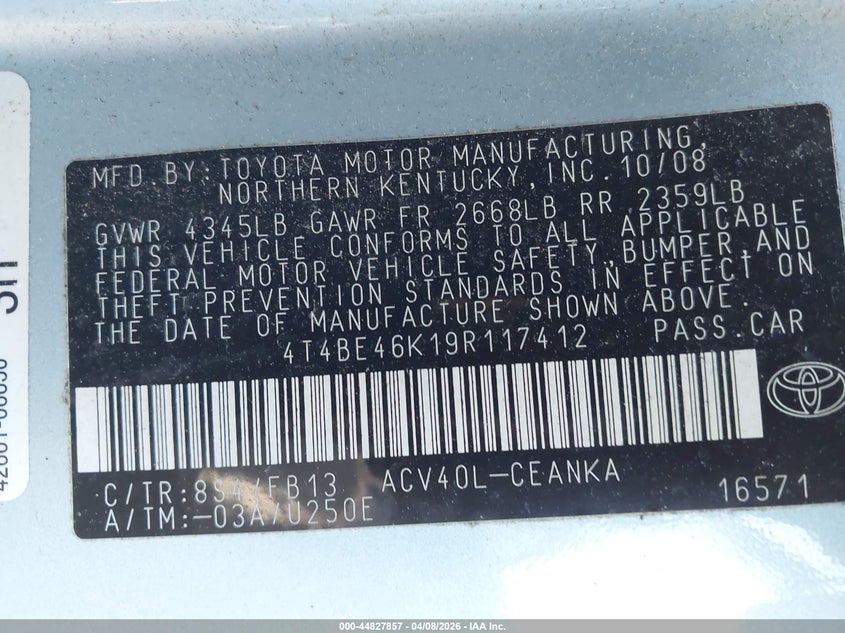 MFD.BY:TOYOTA MOTOR MANUFACTURING,
NORTHERN KENTUCKY,INC.10/08
GVWR 4345LB GAWR FR 2668LB RR 2359LB
THIS VEHICLE CONFORMS TO ALL APPLICABLE
FEDERAL MOTOR VEHICLE SAFETY,BUMPER,AND
THEFT PREVENTION STANDARDS IN EFFECT ON
THE DATE OF MANUFACTURE SHOWN ABOVE.
4T4BE46K19R117412 PASS.CAR
C/TR:8S4/FB13 ACV40L-CEANKA
A/TM:-03A/U250E 16571
000-44827857 - 04/08/2026 - IAA Inc.